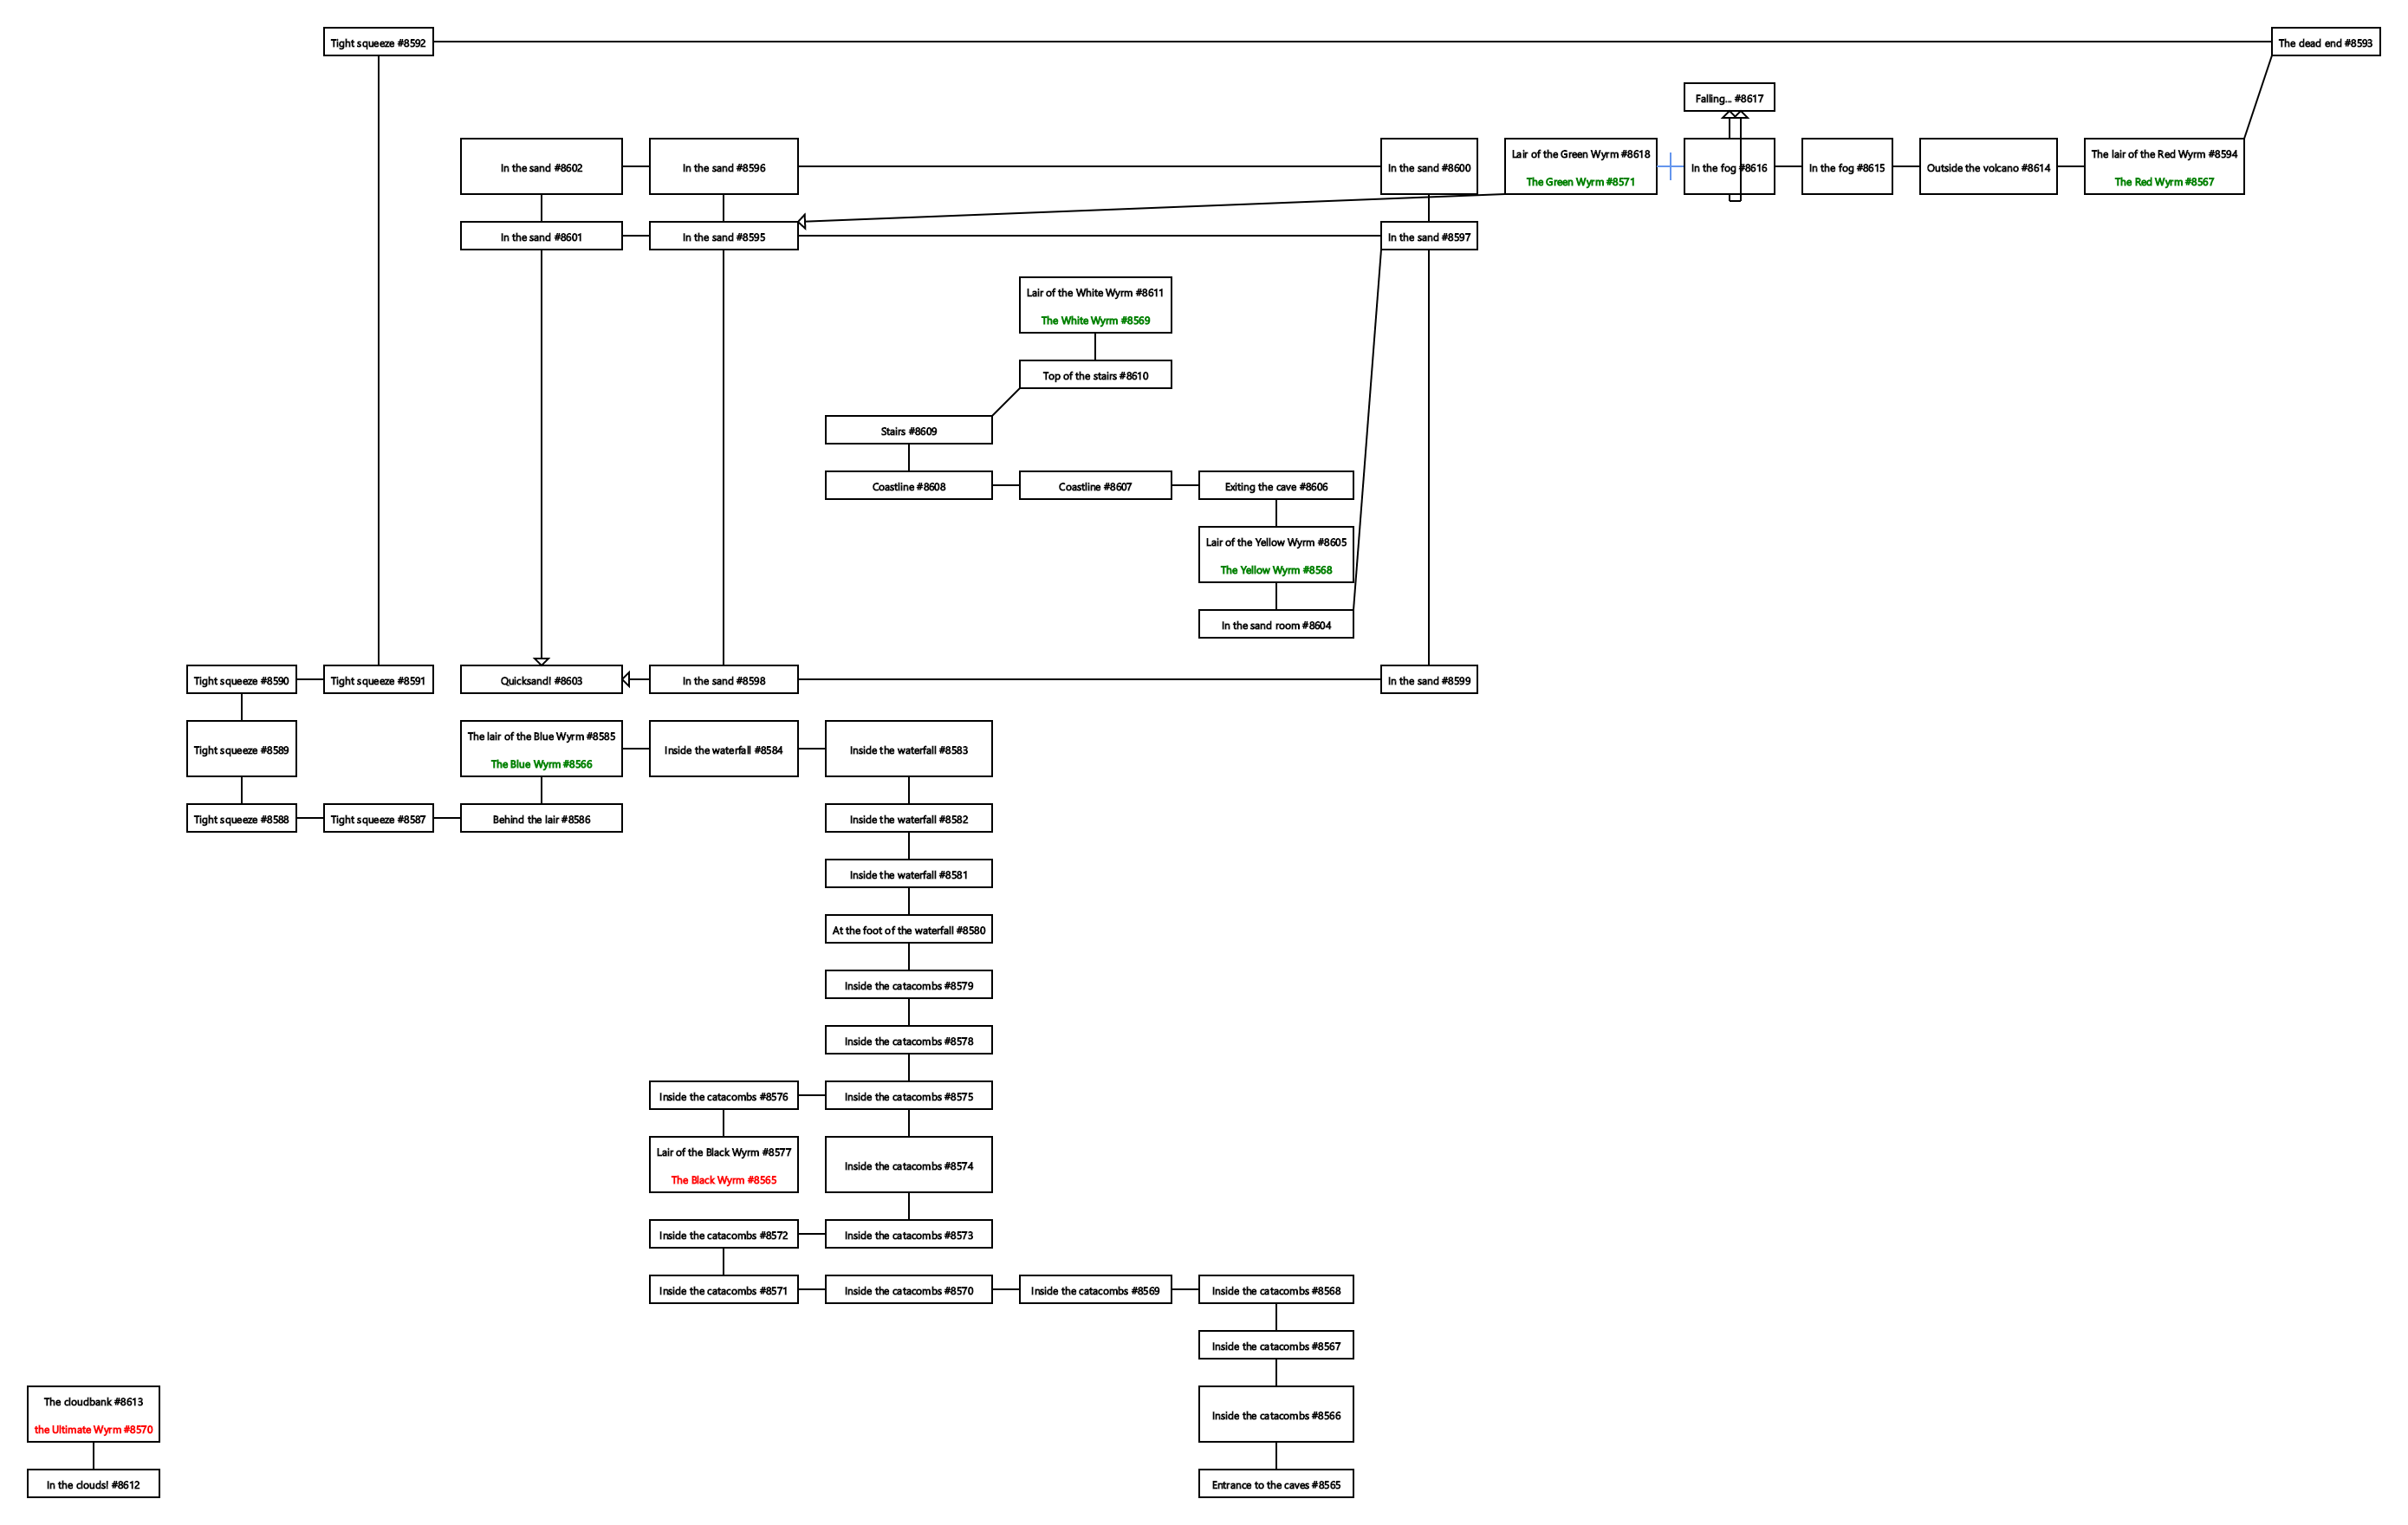 Tight squeeze #8592
The dead end #8593
Falling... #8617
In the sand #8602
In the sand #8596
In the sand #8600
Lair of the Green Wyrm #8618
The Green Wyrm #8571
In the fog #8616
In the fog #8615
Outside the volcano #8614
The lair of the Red Wyrm #8594
The Red Wyrm #8567
In the sand #8601
In the sand #8595
In the sand #8597
Lair of the White Wyrm #8611
The White Wyrm #8569
Top of the stairs #8610
Stairs #8609
Coastline #8608
Coastline #8607
Exiting the cave #8606
Lair of the Yellow Wyrm #8605
The Yellow Wyrm #8568
In the sand room #8604
Tight squeeze #8590
Tight squeeze #8591
Quicksand! #8603
In the sand #8598
In the sand #8599
Tight squeeze #8589
The lair of the Blue Wyrm #8585
The Blue Wyrm #8566
Inside the waterfall #8584
Inside the waterfall #8583
Tight squeeze #8588
Tight squeeze #8587
Behind the lair #8586
Inside the waterfall #8582
Inside the waterfall #8581
At the foot of the waterfall #8580
Inside the catacombs #8579
Inside the catacombs #8578
Inside the catacombs #8576
Inside the catacombs #8575
Lair of the Black Wyrm #8577
The Black Wyrm #8565
Inside the catacombs #8574
Inside the catacombs #8572
Inside the catacombs #8573
Inside the catacombs #8571
Inside the catacombs #8570
Inside the catacombs #8569
Inside the catacombs #8568
Inside the catacombs #8567
The cloudbank #8613
the Ultimate Wyrm #8570
Inside the catacombs #8566
In the clouds! #8612
Entrance to the caves #8565